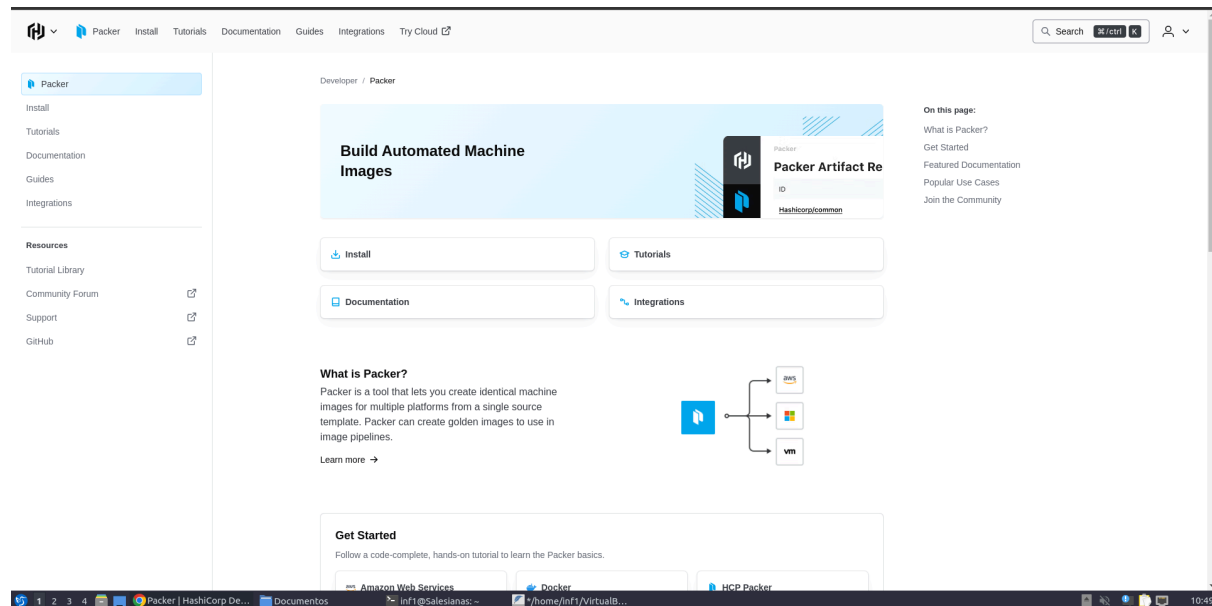 Packer
Install
Tutorials
Documentation
Guides
Integrations
Try Cloud
Search
⌘/ctrl
K
Packer
Install
Tutorials
Documentation
Guides
Integrations
Resources
Tutorial Library
Community Forum
Support
GitHub
Developer / Packer
Build Automated Machine
Images
Packer
Packer Artifact Re
ID
Hashicorp/common
Install
Tutorials
Documentation
Integrations
What is Packer?
Packer is a tool that lets you create identical machine
images for multiple platforms from a single source
template. Packer can create golden images to use in
image pipelines.
Learn more →
aws
vm
Get Started
Follow a code-complete, hands-on tutorial to learn the Packer basics.
aws Amazon Web Services
Docker
HCP Packer
On this page:
What is Packer?
Get Started
Featured Documentation
Popular Use Cases
Join the Community
1 2 3 4
Packer | HashiCorp De...
Documentos
inf1@Salesianas: ~
*/home/inf1/VirtualB...
10:49